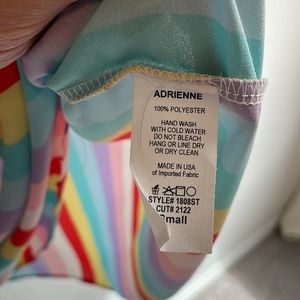 ADRIENNE
100% POLYESTER
HAND WASH
WITH COLD WATER
DO NOT BLEACH
HANG OR LINE DRY
OR DRY CLEAN
MADE IN USA
of Imported Fabric
STYLE# 1808ST
CUT# 2122
Small